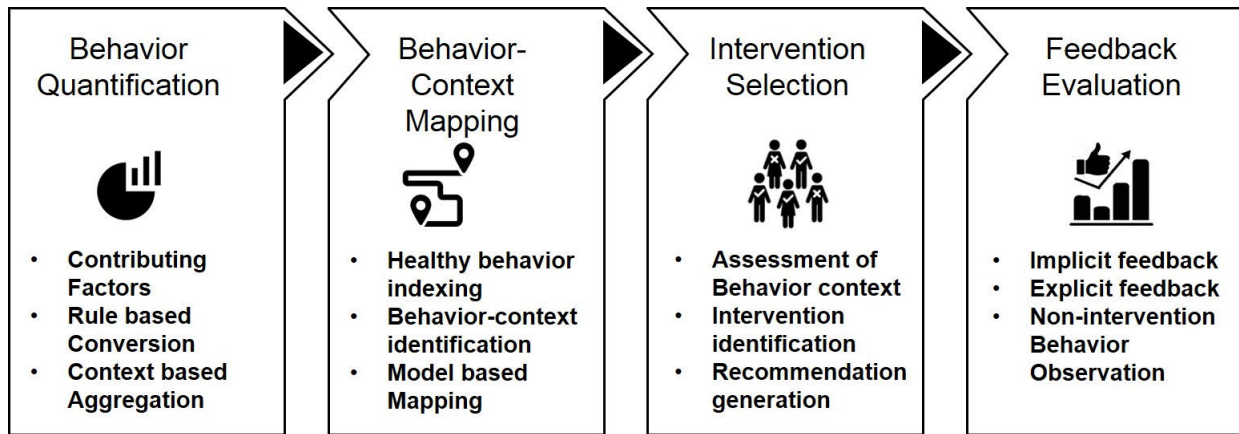 Behavior
Quantification
• Contributing
Factors
• Rule based
Conversion
• Context based
Aggregation
Behavior-
Context
Mapping
• Healthy behavior
indexing
• Behavior-context
identification
• Model based
Mapping
Intervention
Selection
• Assessment of
Behavior context
• Intervention
identification
• Recommendation
generation
Feedback
Evaluation
• Implicit feedback
• Explicit feedback
• Non-intervention
Behavior
Observation